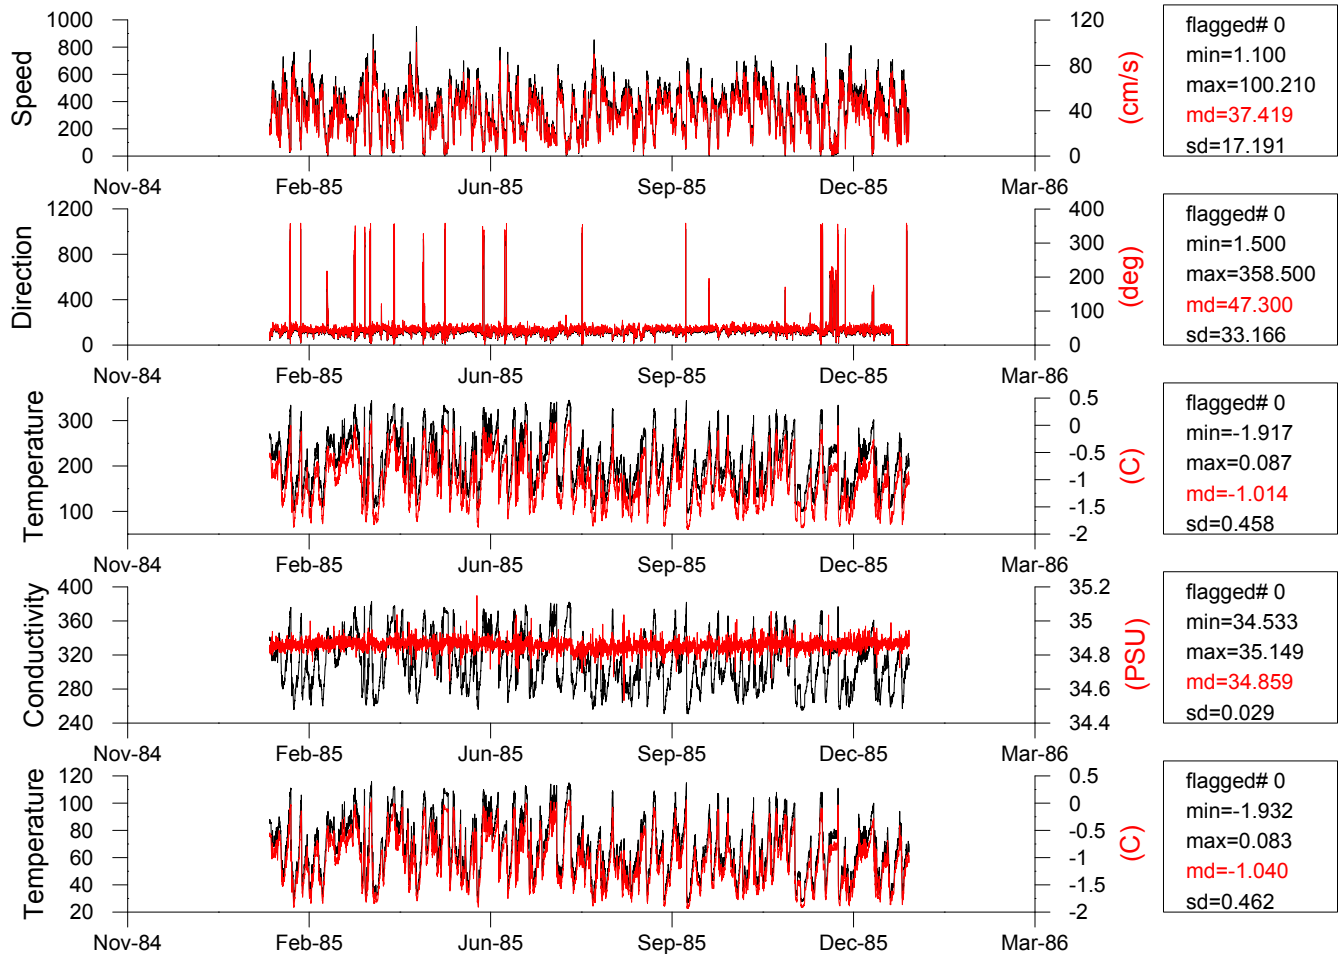 Speed
1000
800
600
400
200
0
120
80
40
0
(cm/s)
Nov-84
Feb-85
Jun-85
Sep-85
Dec-85
Mar-86
flagged# 0
min=1.100
max=100.210
md=37.419
sd=17.191
Direction
1200
800
400
0
400
300
200
100
0
(deg)
Nov-84
Feb-85
Jun-85
Sep-85
Dec-85
Mar-86
flagged# 0
min=1.500
max=358.500
md=47.300
sd=33.166
Temperature
300
200
100
0.5
0
-0.5
-1
-1.5
-2
(C)
Nov-84
Feb-85
Jun-85
Sep-85
Dec-85
Mar-86
flagged# 0
min=-1.917
max=0.087
md=-1.014
sd=0.458
Conductivity
400
360
320
280
240
35.2
35
34.8
34.6
34.4
(PSU)
Nov-84
Feb-85
Jun-85
Sep-85
Dec-85
Mar-86
flagged# 0
min=34.533
max=35.149
md=34.859
sd=0.029
Temperature
120
100
80
60
40
20
0.5
0
-0.5
-1
-1.5
-2
(C)
Nov-84
Feb-85
Jun-85
Sep-85
Dec-85
Mar-86
flagged# 0
min=-1.932
max=0.083
md=-1.040
sd=0.462